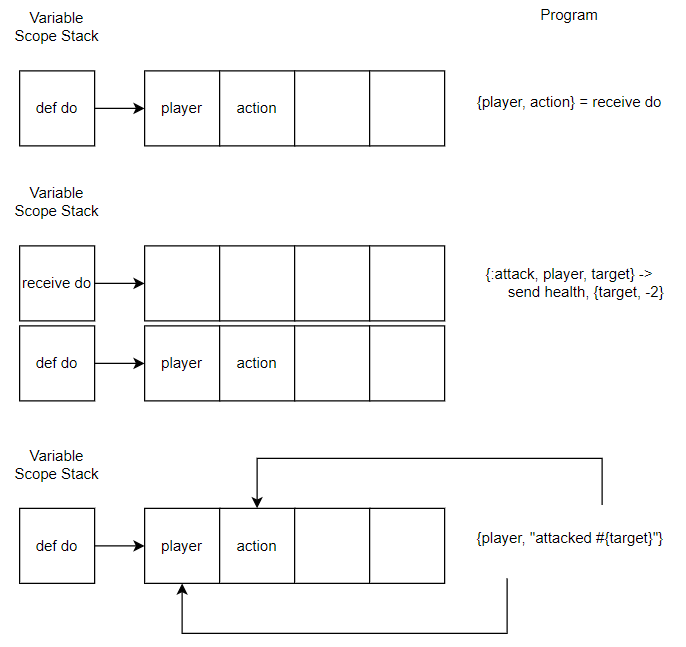 Variable
Scope Stack
Program
def do
player
action
{player, action} = receive do
Variable
Scope Stack
receive do
{:attack, player, target} ->
send health, {target, -2}
def do
player
action
Variable
Scope Stack
def do
player
action
{player, "attacked #{target}"}